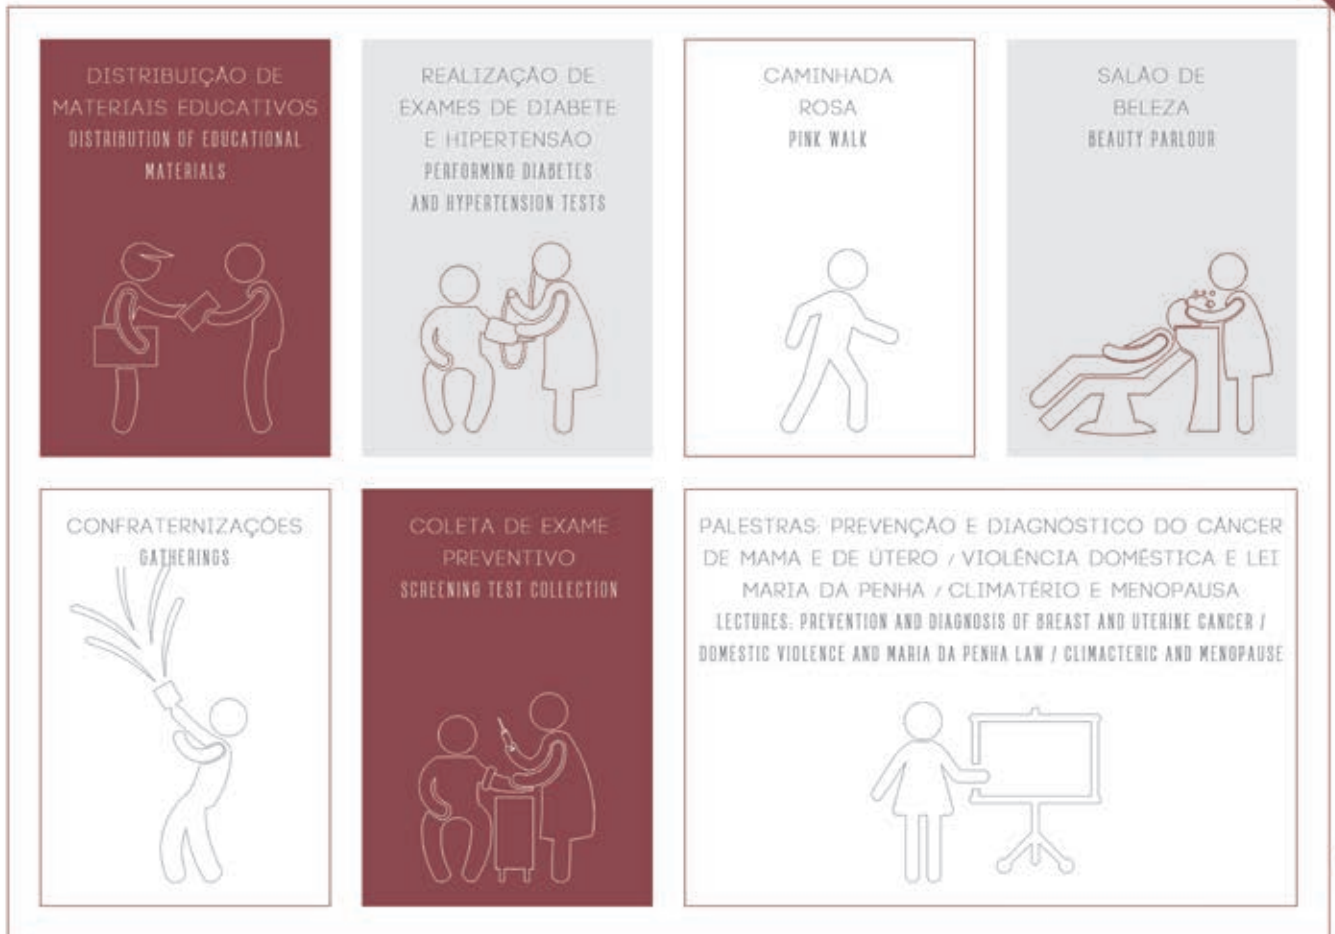 DISTRIBUIÇÃO DE
MATERIAIS EDUCATIVOS
DISTRIBUTION OF EDUCATIONAL
MATERIALS
REALIZAÇÃO DE
EXAMES DE DIABETE
E HIPERTENSÃO
PERFORMING DIABETES
AND HYPERTENSION TESTS
CAMINHADA
ROSA
PINK WALK
SALÃO DE
BELEZA
BEAUTY PARLOUR
CONFRATERNIZAÇÕES
GATHERINGS
COLETA DE EXAME
PREVENTIVO
SCREENING TEST COLLECTION
PALESTRAS: PREVENÇÃO E DIAGNÓSTICO DO CÂNCER
DE MAMA E DE ÚTERO / VIOLÊNCIA DOMÉSTICA E LEI
MARIA DA PENHA / CLIMATÉRIO E MENOPAUSA
LECTURES: PREVENTION AND DIAGNOSIS OF BREAST AND UTERINE CANCER /
DOMESTIC VIOLENCE AND MARIA DA PENHA LAW / CLIMACTERIC AND MENOPAUSE